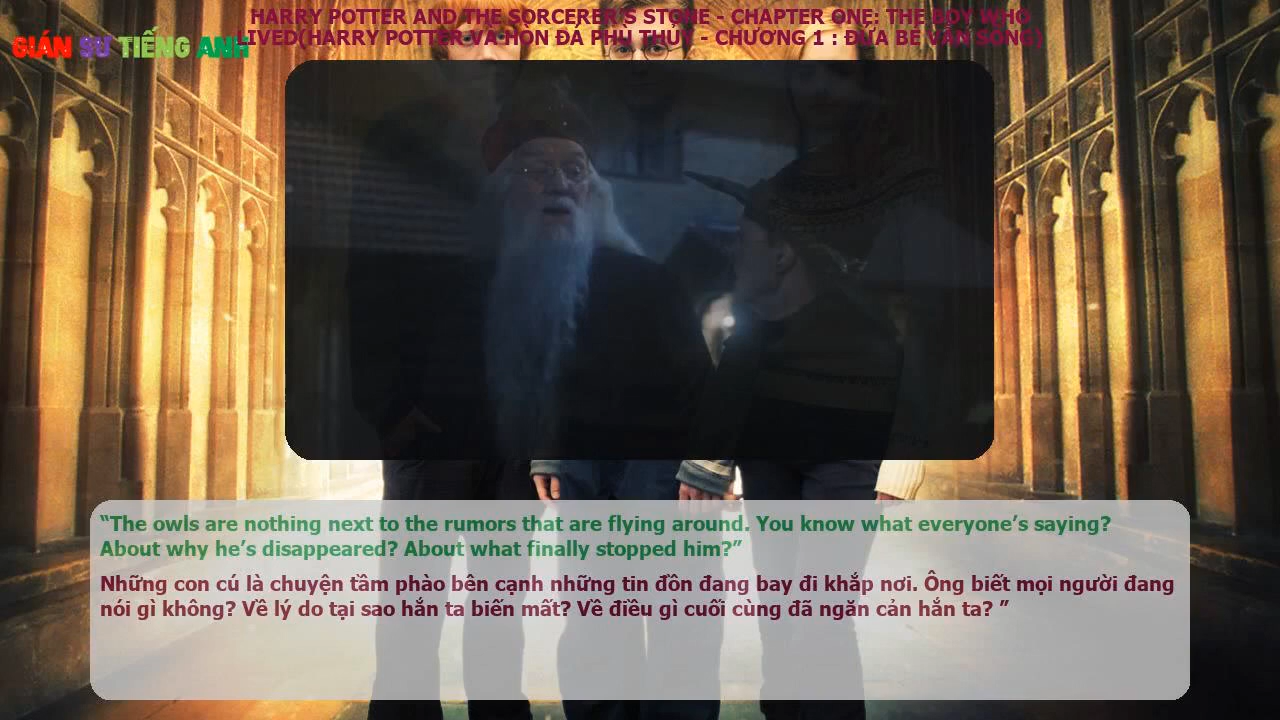 HARRY POTTER AND THE SORCERER'S STONE - CHAPTER ONE: THE BOY WHO
LIVED(HARRY POTTER VÀ HÒN ĐÁ PHÙ THỦY - CHƯƠNG 1 : ĐỨA BÉ VẪN SỐNG)
GIÁN SƯ TIẾNG ANH
“The owls are nothing next to the rumors that are flying around. You know what everyone’s saying?
About why he’s disappeared? About what finally stopped him?”
Những con cú là chuyện tầm phào bên cạnh những tin đồn đang bay đi khắp nơi. Ông biết mọi người đang
nói gì không? Về lý do tại sao hắn ta biến mất? Về điều gì cuối cùng đã ngăn cản hắn ta? ”